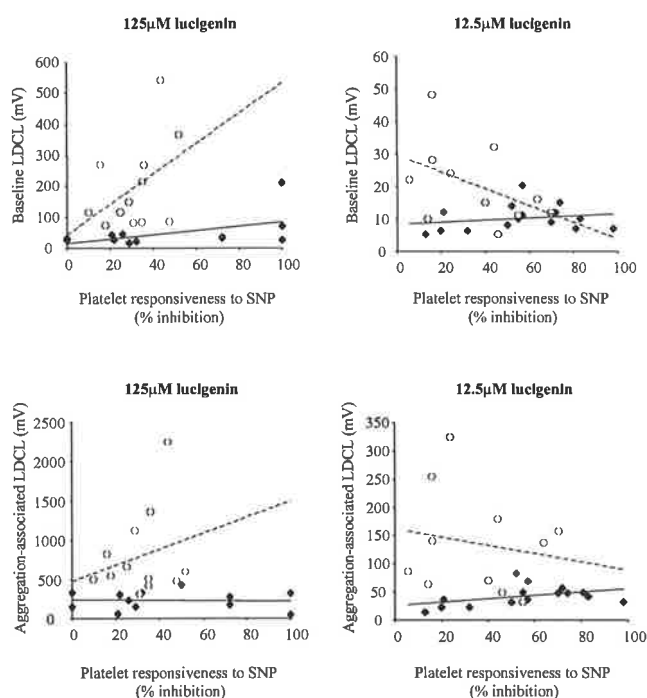 125μM lucigenin
Baseline LDCL (mV)
600
500
400
300
200
100
0
0 20 40 60 80 100
Platelet responsiveness to SNP
(% inhibition)
12.5μM lucigenin
Baseline LDCL (mV)
60
50
40
30
20
10
0
0 20 40 60 80 100
Platelet responsiveness to SNP
(% inhibition)
125μM lucigenin
Aggregation-associated LDCL (mV)
2500
2000
1500
1000
500
0
0 20 40 60 80 100
Platelet responsiveness to SNP
(% inhibition)
12.5μM lucigenin
Aggregation-associated LDCL (mV)
350
300
250
200
150
100
50
0
0 20 40 60 80 100
Platelet responsiveness to SNP
(% inhibition)